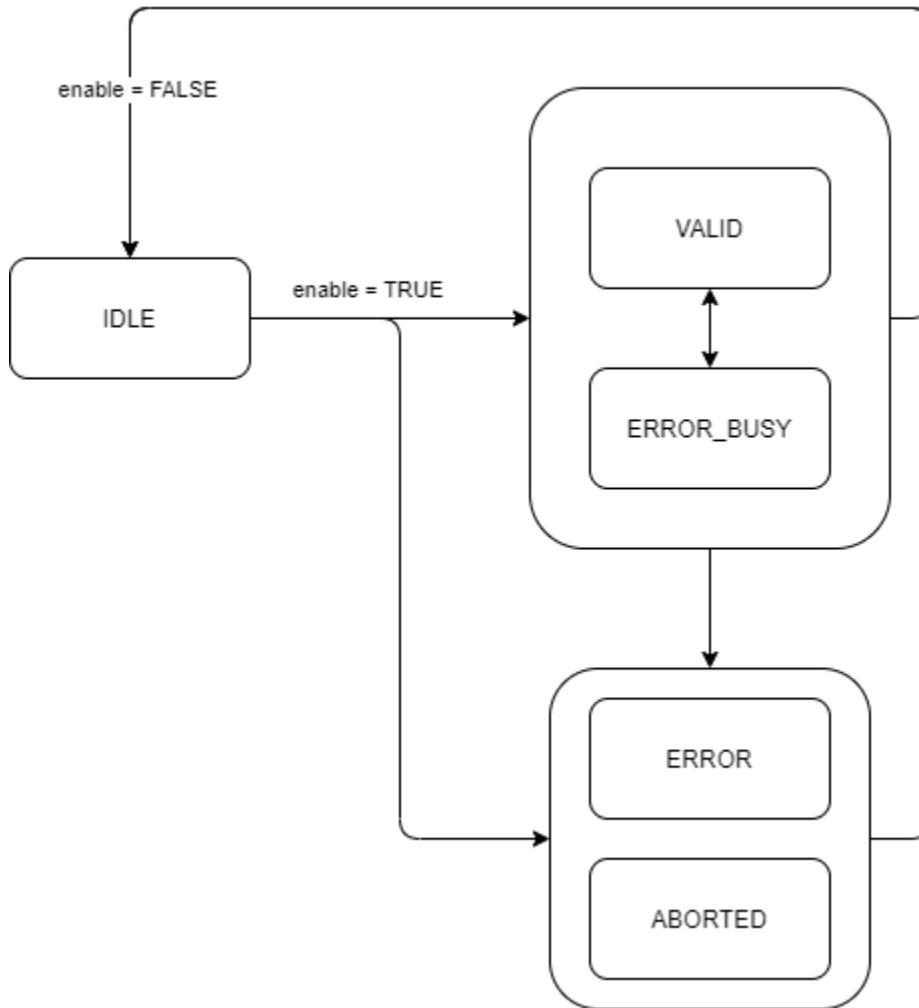 enable = FALSE
VALID
enable = TRUE
IDLE
ERROR_BUSY
ERROR
ABORTED